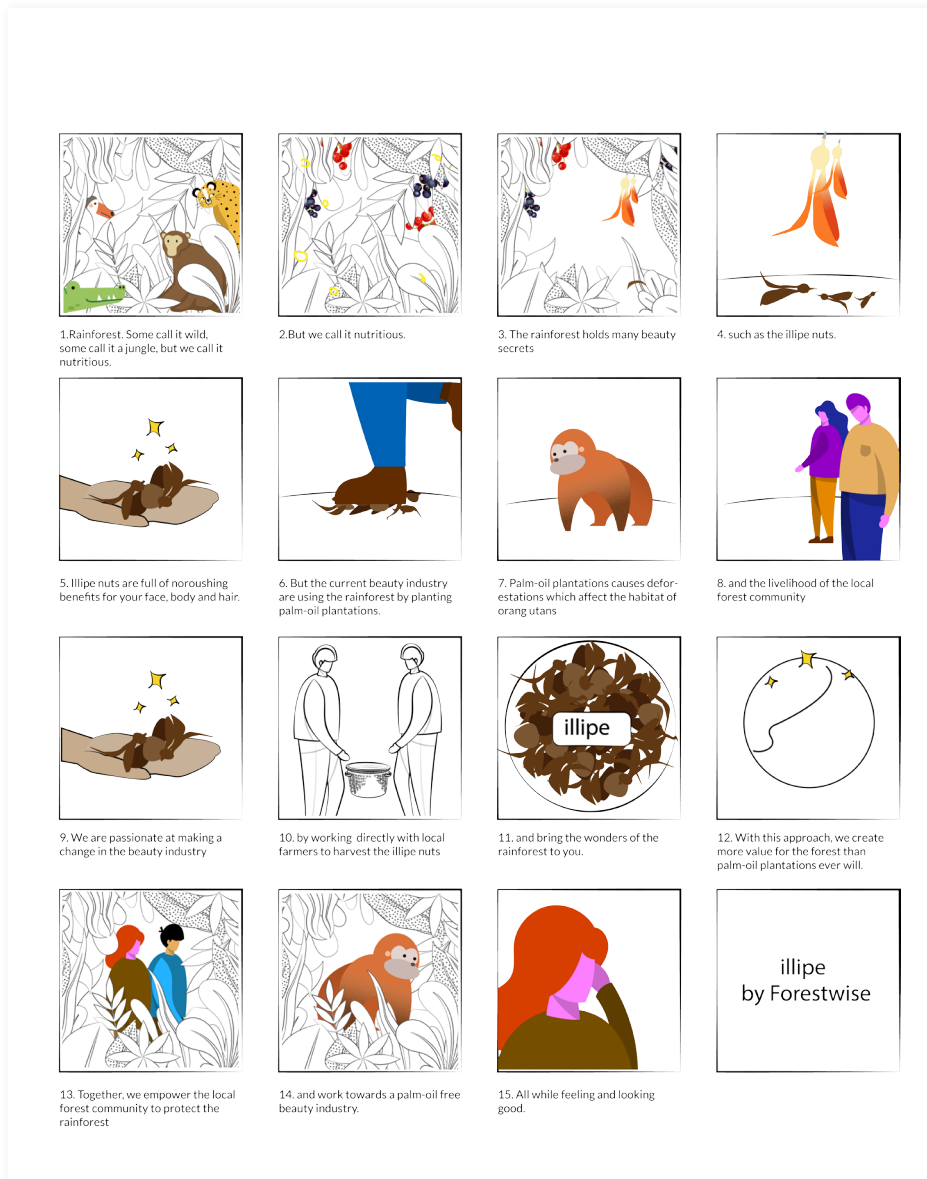 1.Rainforest. Some call it wild,
some call it a jungle, but we call it
nutritious.
2.But we call it nutritious.
3. The rainforest holds many beauty
secrets
4. such as the illipe nuts.
5. Illipe nuts are full of noroushing
benefits for your face, body and hair.
6. But the current beauty industry
are using the rainforest by planting
palm-oil plantations.
7. Palm-oil plantations causes defor-
estations which affect the habitat of
orang utans
8. and the livelihood of the local
forest community
9. We are passionate at making a
change in the beauty industry
10. by working directly with local
farmers to harvest the illipe nuts
illipe
11. and bring the wonders of the
rainforest to you.
12. With this approach, we create
more value for the forest than
palm-oil plantations ever will.
13. Together, we empower the local
forest community to protect the
rainforest
14. and work towards a palm-oil free
beauty industry.
15. All while feeling and looking
good.
illipe
by Forestwise